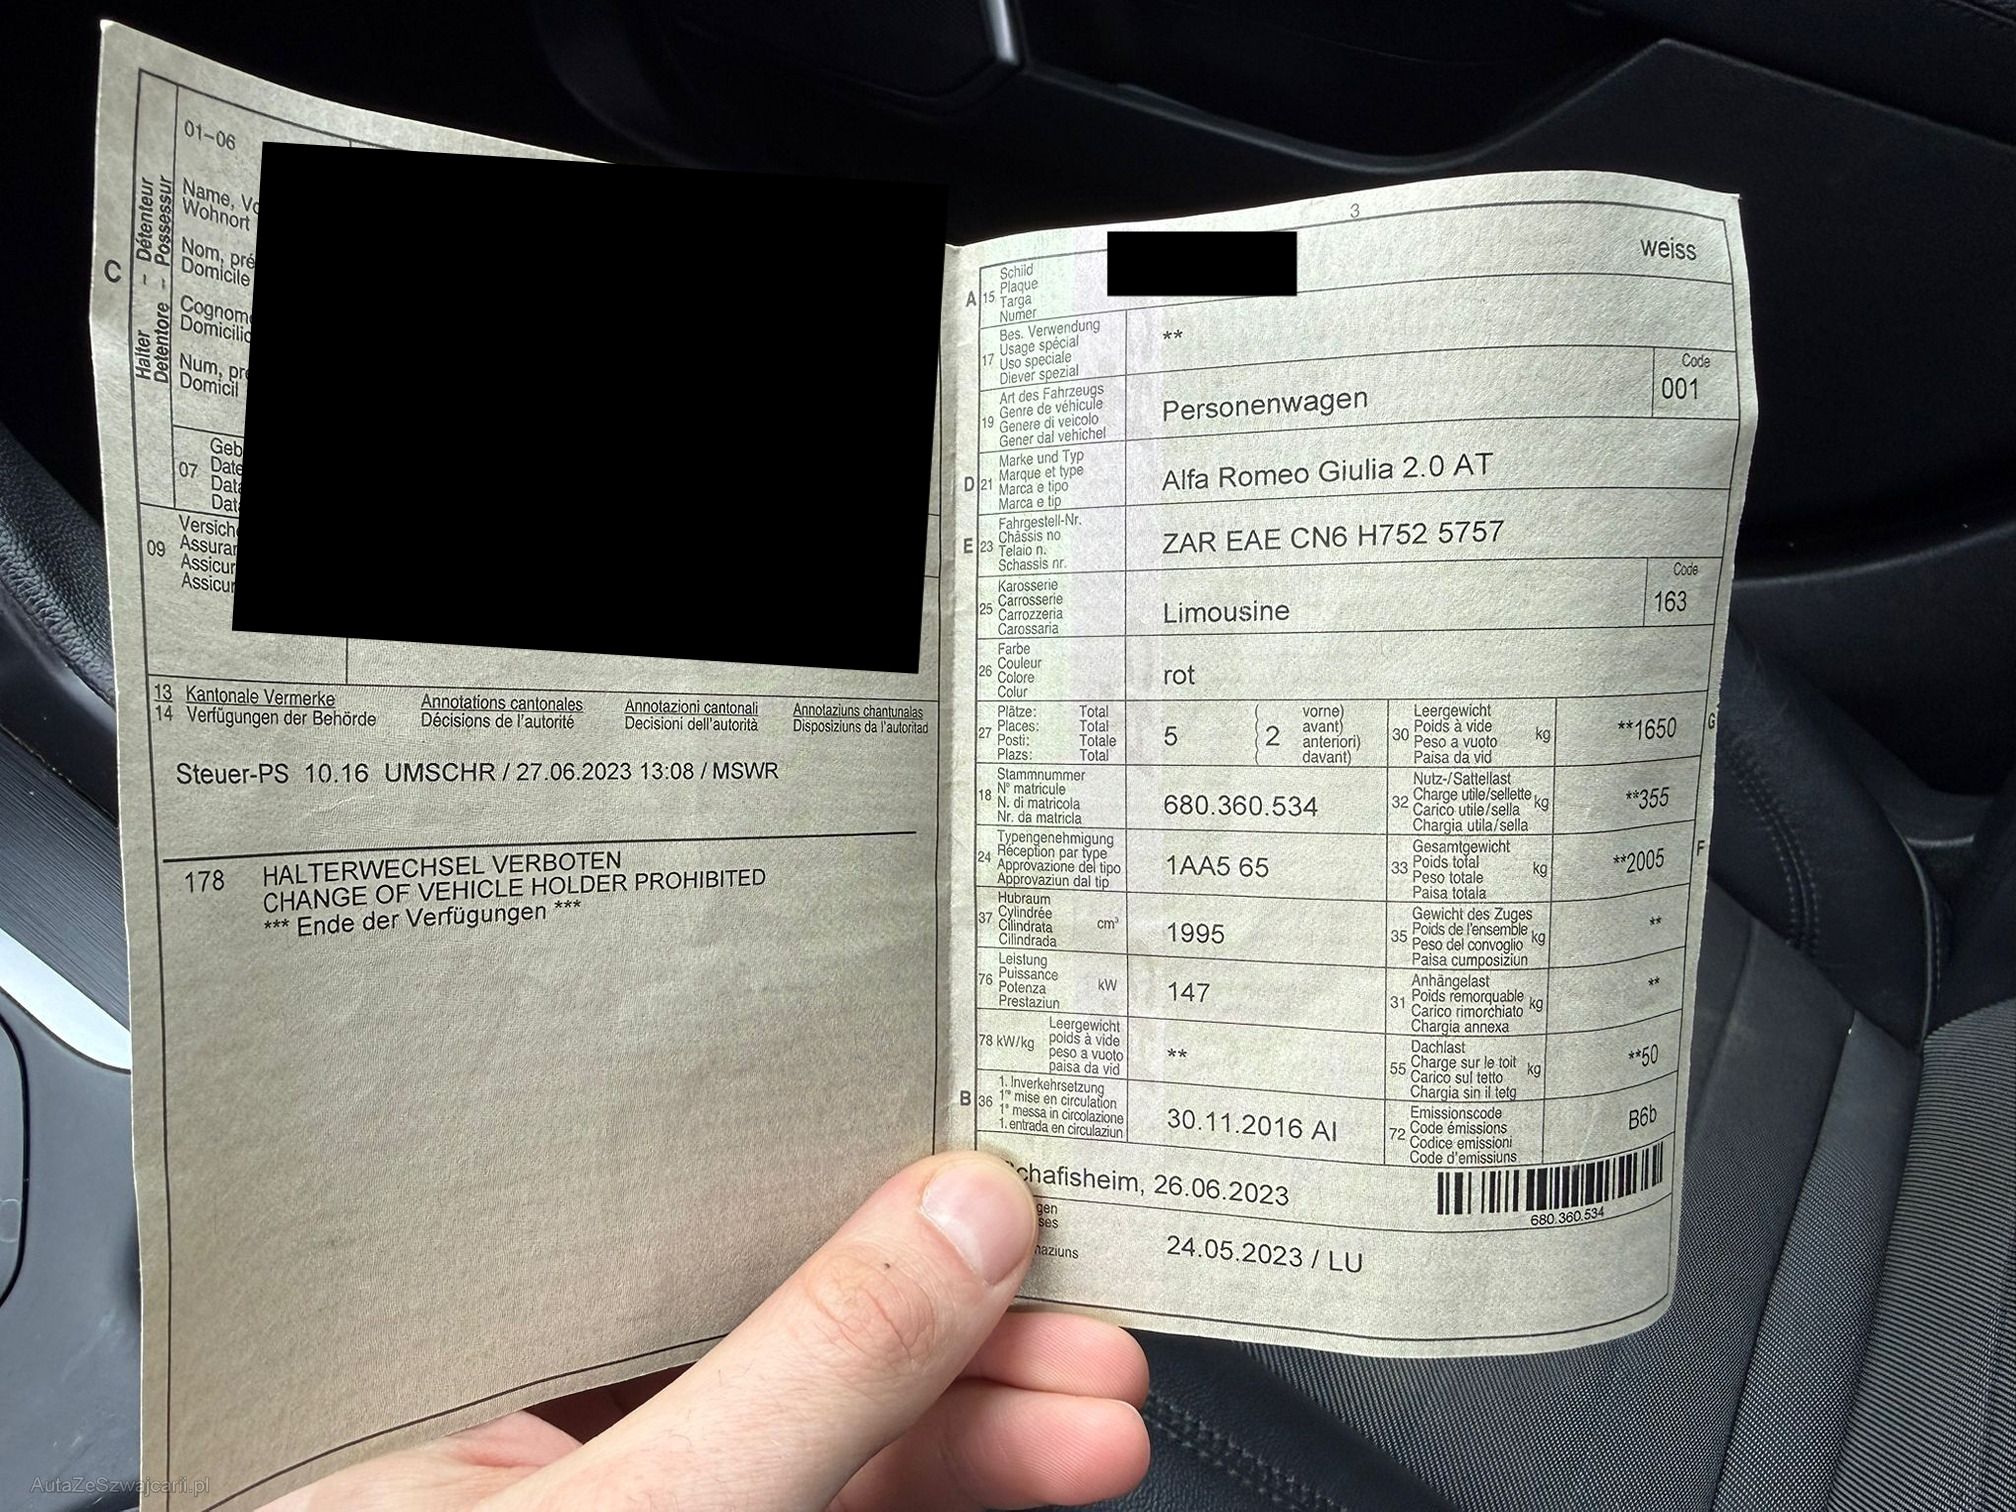 01-06
Name, Vo
Wohnort
Nom, pré
Domicile
Cognom
Domicilio
Num, pre
Domicil
C
Halter – Détenteur
Detentore – Possessur
07
Geb
Date
Data
Data
09
Versiche
Assuran
Assicur
Assicur
13 Kantonale Vermerke Annotations cantonales Annotazioni cantonali Annotaziuns chantunalas
14 Verfügungen der Behörde Décisions de l'autorité Decisioni dell'autorità Disposiziuns da l'autoritad
Steuer-PS 10.16 UMSCHR / 27.06.2023 13:08 / MSWR
178 HALTERWECHSEL VERBOTEN
CHANGE OF VEHICLE HOLDER PROHIBITED
*** Ende der Verfügungen ***
3
A 15 Schild
Plaque
Targa
Numer
weiss
17 Bes. Verwendung
Usage spécial
Uso speciale
Diever spezial
**
19 Art des Fahrzeugs
Genre de véhicule
Genere di veicolo
Gener dal vehichel
Personenwagen
Code
001
D 21 Marke und Typ
Marque et type
Marca e tipo
Marca e tip
Alfa Romeo Giulia 2.0 AT
E 23 Fahrgestell-Nr.
Châssis no
Telaio n.
Schassis nr.
ZAR EAE CN6 H752 5757
25 Karosserie
Carrosserie
Carrozzeria
Carossaria
Limousine
Code
163
26 Farbe
Couleur
Colore
Colur
rot
27 Plätze: Total
Places: Total
Posti: Totale
Plazs: Total
5
( 2 vorne)
( avant)
( anteriori)
( davant)
30 Leergewicht
Poids à vide
Peso a vuoto
Paisa da vid
kg
**1650
G
18 Stammnummer
N° matricule
N. di matricola
Nr. da matricla
680.360.534
32 Nutz-/Sattellast
Charge utile/sellette
Carico utile/sella
Chargia utila/sella
kg
**355
24 Typengenehmigung
Réception par type
Approvazione del tipo
Approvaziun dal tip
1AA5 65
33 Gesamtgewicht
Poids total
Peso totale
Paisa totala
kg
**2005
F
37 Hubraum
Cylindrée
Cilindrata
Cilindrada
cm³
1995
35 Gewicht des Zuges
Poids de l'ensemble
Peso del convoglio
Paisa cumposiziun
kg
**
76 Leistung
Puissance
Potenza
Prestaziun
kW
147
31 Anhängelast
Poids remorquable
Carico rimorchiato
Chargia annexa
kg
**
78 kW/kg Leergewicht
poids à vide
peso a vuoto
paisa da vid
**
55 Dachlast
Charge sur le toit
Carico sul tetto
Chargia sin il tetg
kg
**50
B 36 1. Inverkehrsetzung
1re mise en circulation
1a messa in circolazione
1. entrada en circulaziun
30.11.2016 AI
72 Emissionscode
Code émissions
Codice emissioni
Code d'emissiuns
B6b
chafisheim, 26.06.2023
680.360.534
gen
ses
naziuns
24.05.2023 / LU
AutaZeSzwajcarii.pl